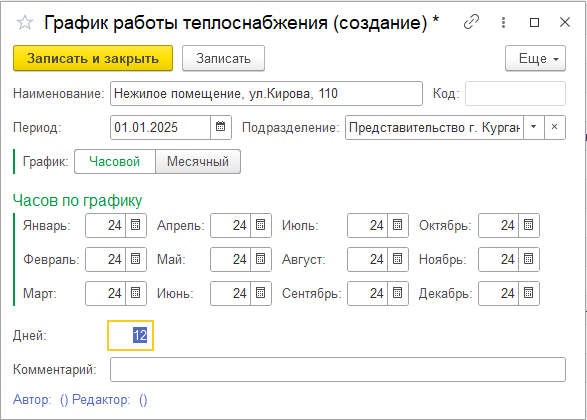 График работы теплоснабжения (создание) *
Записать и закрыть Записать Еще
Наименование: Нежилое помещение, ул.Кирова, 110 Код:
Период: 01.01.2025 Подразделение: Представительство г. Курган
График: Часовой Месячный
Часов по графику
Январь: 24 Апрель: 24 Июль: 24 Октябрь: 24
Февраль: 24 Май: 24 Август: 24 Ноябрь: 24
Март: 24 Июнь: 24 Сентябрь: 24 Декабрь: 24
Дней: 12
Комментарий:
Автор: () Редактор: ()